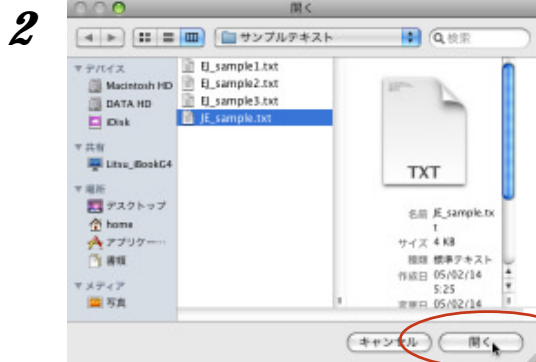 2
開く
サンプルテキスト
検索
デバイス
Macintosh HD
DATA HD
iDisk
共有
Litsu_iBookG4
場所
デスクトップ
home
アプリケー…
書類
メディア
写真
EJ_sample1.txt
EJ_sample2.txt
EJ_sample3.txt
JE_sample.txt
TXT
名前 JE_sample.tx
t
サイズ 4 KB
種類 標準テキスト
作成日 05/02/14
5:25
変更日 05/02/14
キャンセル
開く